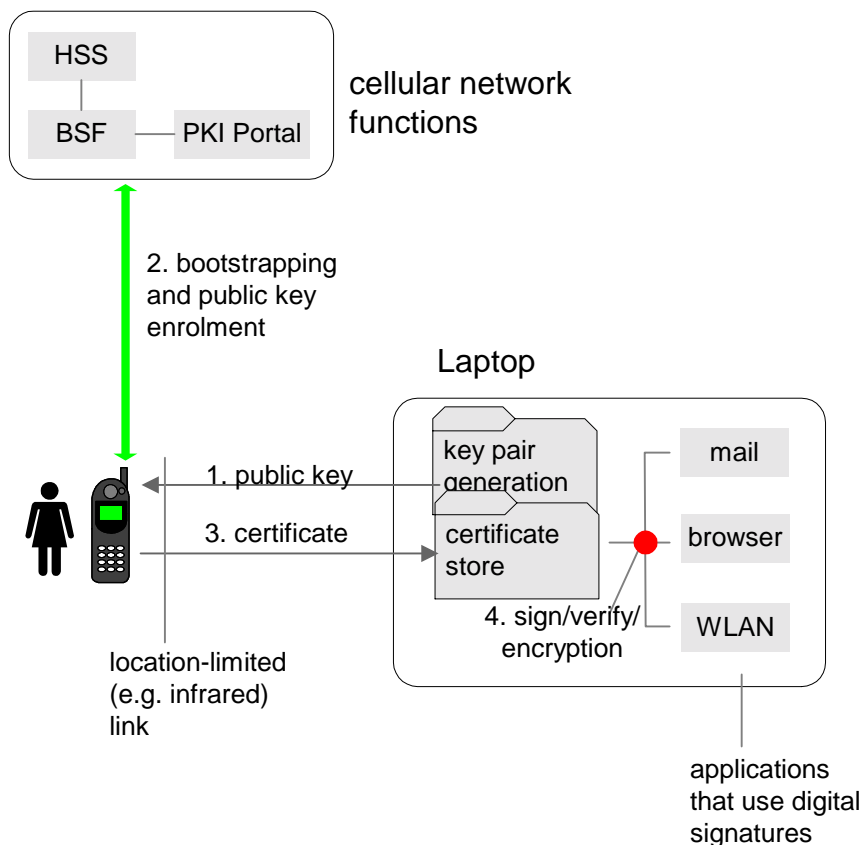 HSS
BSF
PKI Portal
cellular network
functions
2. bootstrapping
and public key
enrolment
Laptop
key pair
generation
mail
1. public key
3. certificate
certificate
store
browser
4. sign/verify/
encryption
WLAN
location-limited
(e.g. infrared)
link
applications
that use digital
signatures